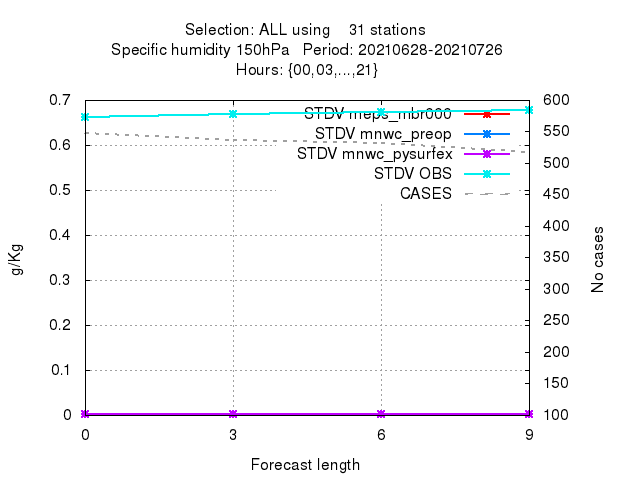 Selection: ALL using    31 stations
Specific humidity 150hPa   Period: 20210628-20210726
Hours: {00,03,...,21}
0.7
0.6
0.5
0.4
0.3
0.2
0.1
0
g/Kg
STDV meps_mbr000
STDV mnwc_preop
STDV mnwc_pysurfex
STDV OBS
CASES
600
550
500
450
400
350
300
250
200
150
100
No cases
0 3 6 9
Forecast length